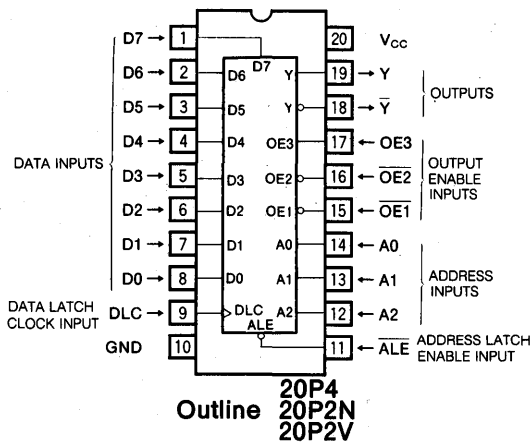 D7→ 1 20 Vcc
D7
D6→ 2 D6 Y 19 →Y
D5→ 3 D5 Y̅ 18 →Y̅
OUTPUTS
D4→ 4 D4 OE3 17 ←OE3
D3→ 5 D3 OE2 16 ←O̅E̅2̅
D2→ 6 D2 OE1 15 ←O̅E̅1̅
OUTPUT
ENABLE
INPUTS
DATA INPUTS
D1→ 7 D1 A0 14 ←A0
D0→ 8 D0 A1 13 ←A1
DLC→ 9 DLC A2 12 ←A2
ADDRESS
INPUTS
DATA LATCH
CLOCK INPUT
GND 10 ALE 11 ←A̅L̅E̅
ADDRESS LATCH
ENABLE INPUT
Outline 20P4
20P2N
20P2V